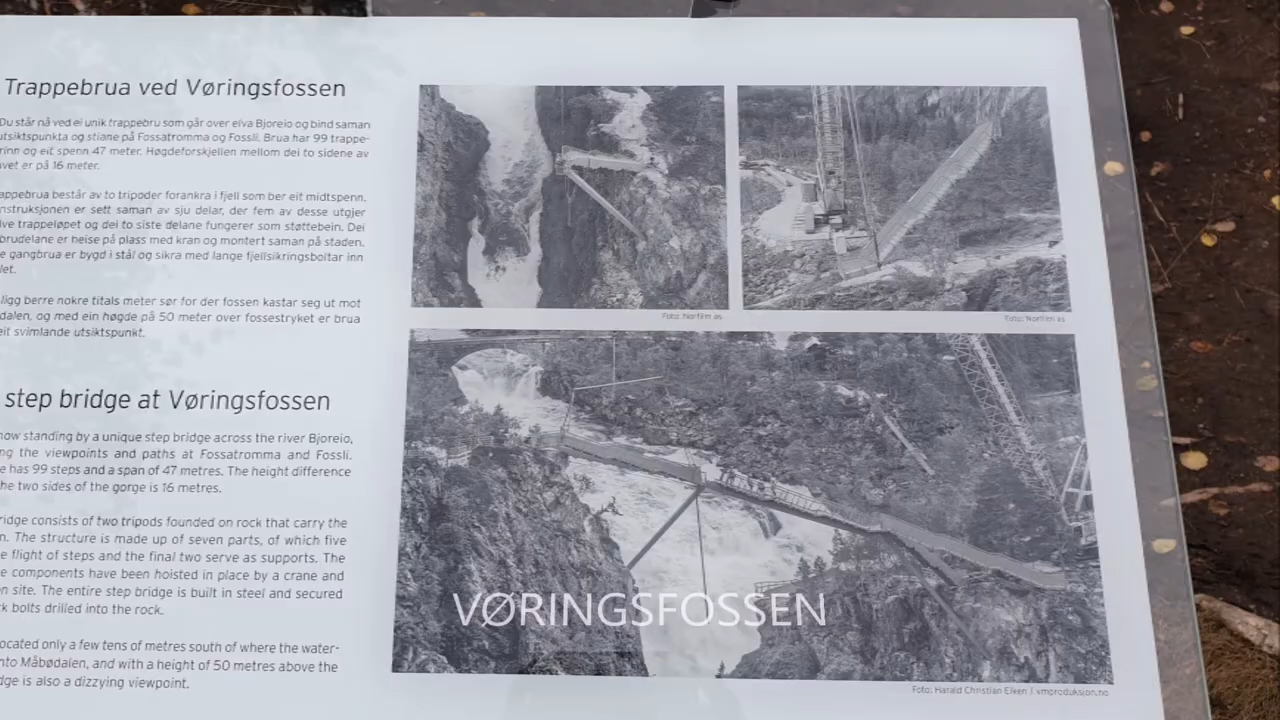 Trappebrua ved Vøringsfossen
Du står nå ved ei unik trappebru som går over elva Bjoreio og bind saman
utsiktspunkta og stiane på Fossatromma og Fossli. Brua har 99 trappe-
rinn og eit spenn 47 meter. Høgdeforskjellen mellom dei to sidene av
vet er på 16 meter.
appebrua består av to tripoder forankra i fjell som ber eit midtspenn.
nstruksjonen er sett saman av sju delar, der fem av desse utgjer
lve trappeløpet og dei to siste delane fungerer som støttebein. Dei
brudelane er heise på plass med kran og montert saman på staden.
e gangbrua er bygd i stål og sikra med lange fjellsikringsboltar inn
let.
ligg berre nokre titals meter sør for der fossen kastar seg ut mot
dalen, og med ein høgde på 50 meter over fossestryket er brua
eit svimlande utsiktspunkt.
step bridge at Vøringsfossen
now standing by a unique step bridge across the river Bjoreio,
ng the viewpoints and paths at Fossatromma and Fossli.
e has 99 steps and a span of 47 metres. The height difference
he two sides of the gorge is 16 metres.
ridge consists of two tripods founded on rock that carry the
n. The structure is made up of seven parts, of which five
e flight of steps and the final two serve as supports. The
e components have been hoisted in place by a crane and
n site. The entire step bridge is built in steel and secured
k bolts drilled into the rock.
ocated only a few tens of metres south of where the water-
nto Måbødalen, and with a height of 50 metres above the
dge is also a dizzying viewpoint.
Foto: Norfilm as
Foto: Norfilm as
VØRINGSFOSSEN
Foto: Harald Christian Eiken / vmproduksjon.no